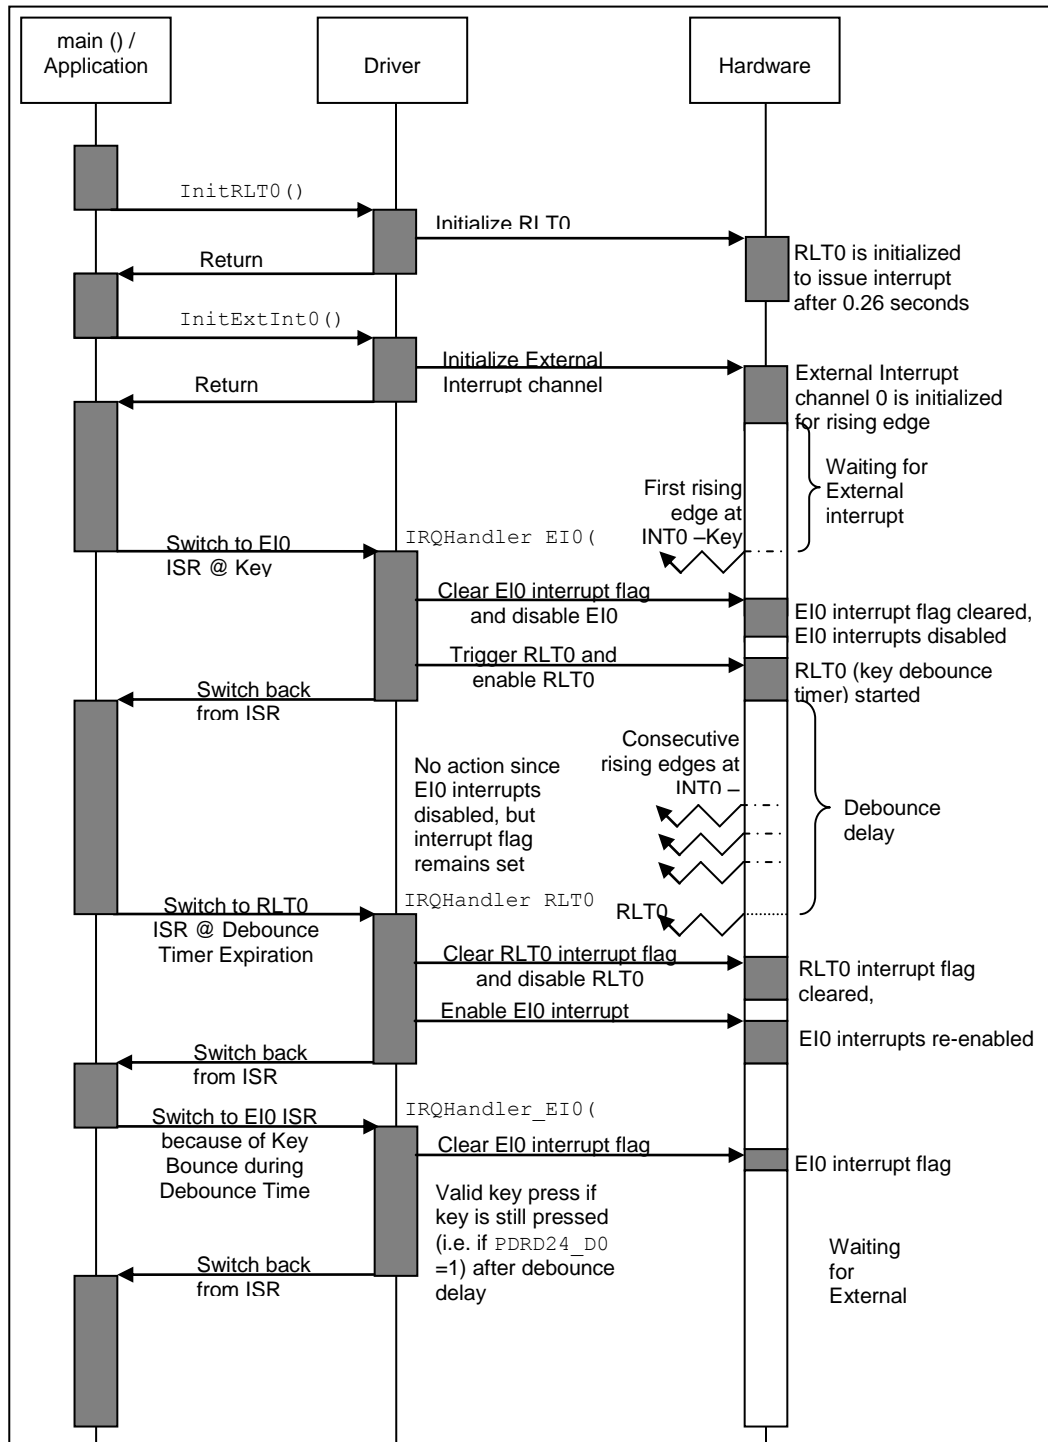 main () /
Application
Driver
Hardware
InitRLT0()
Initialize RLT0
Return
RLT0 is initialized
to issue interrupt
after 0.26 seconds
InitExtInt0()
Initialize External
Interrupt channel
Return
External Interrupt
channel 0 is initialized
for rising edge
Waiting for
External
interrupt
First rising
edge at
INT0 –Key
Switch to EI0
ISR @ Key
IRQHandler EI0(
Clear EI0 interrupt flag
and disable EI0
EI0 interrupt flag cleared,
EI0 interrupts disabled
Trigger RLT0 and
enable RLT0
RLT0 (key debounce
timer) started
Switch back
from ISR
Consecutive
rising edges at
INT0 –
No action since
EI0 interrupts
disabled, but
interrupt flag
remains set
Debounce
delay
Switch to RLT0
ISR @ Debounce
Timer Expiration
IRQHandler RLT0
RLT0
Clear RLT0 interrupt flag
and disable RLT0
RLT0 interrupt flag
cleared,
Enable EI0 interrupt
EI0 interrupts re-enabled
Switch back
from ISR
Switch to EI0 ISR
because of Key
Bounce during
Debounce Time
IRQHandler_EI0(
Clear EI0 interrupt flag
EI0 interrupt flag
Valid key press if
key is still pressed
(i.e. if PDRD24_D0
=1) after debounce
delay
Switch back
from ISR
Waiting
for
External